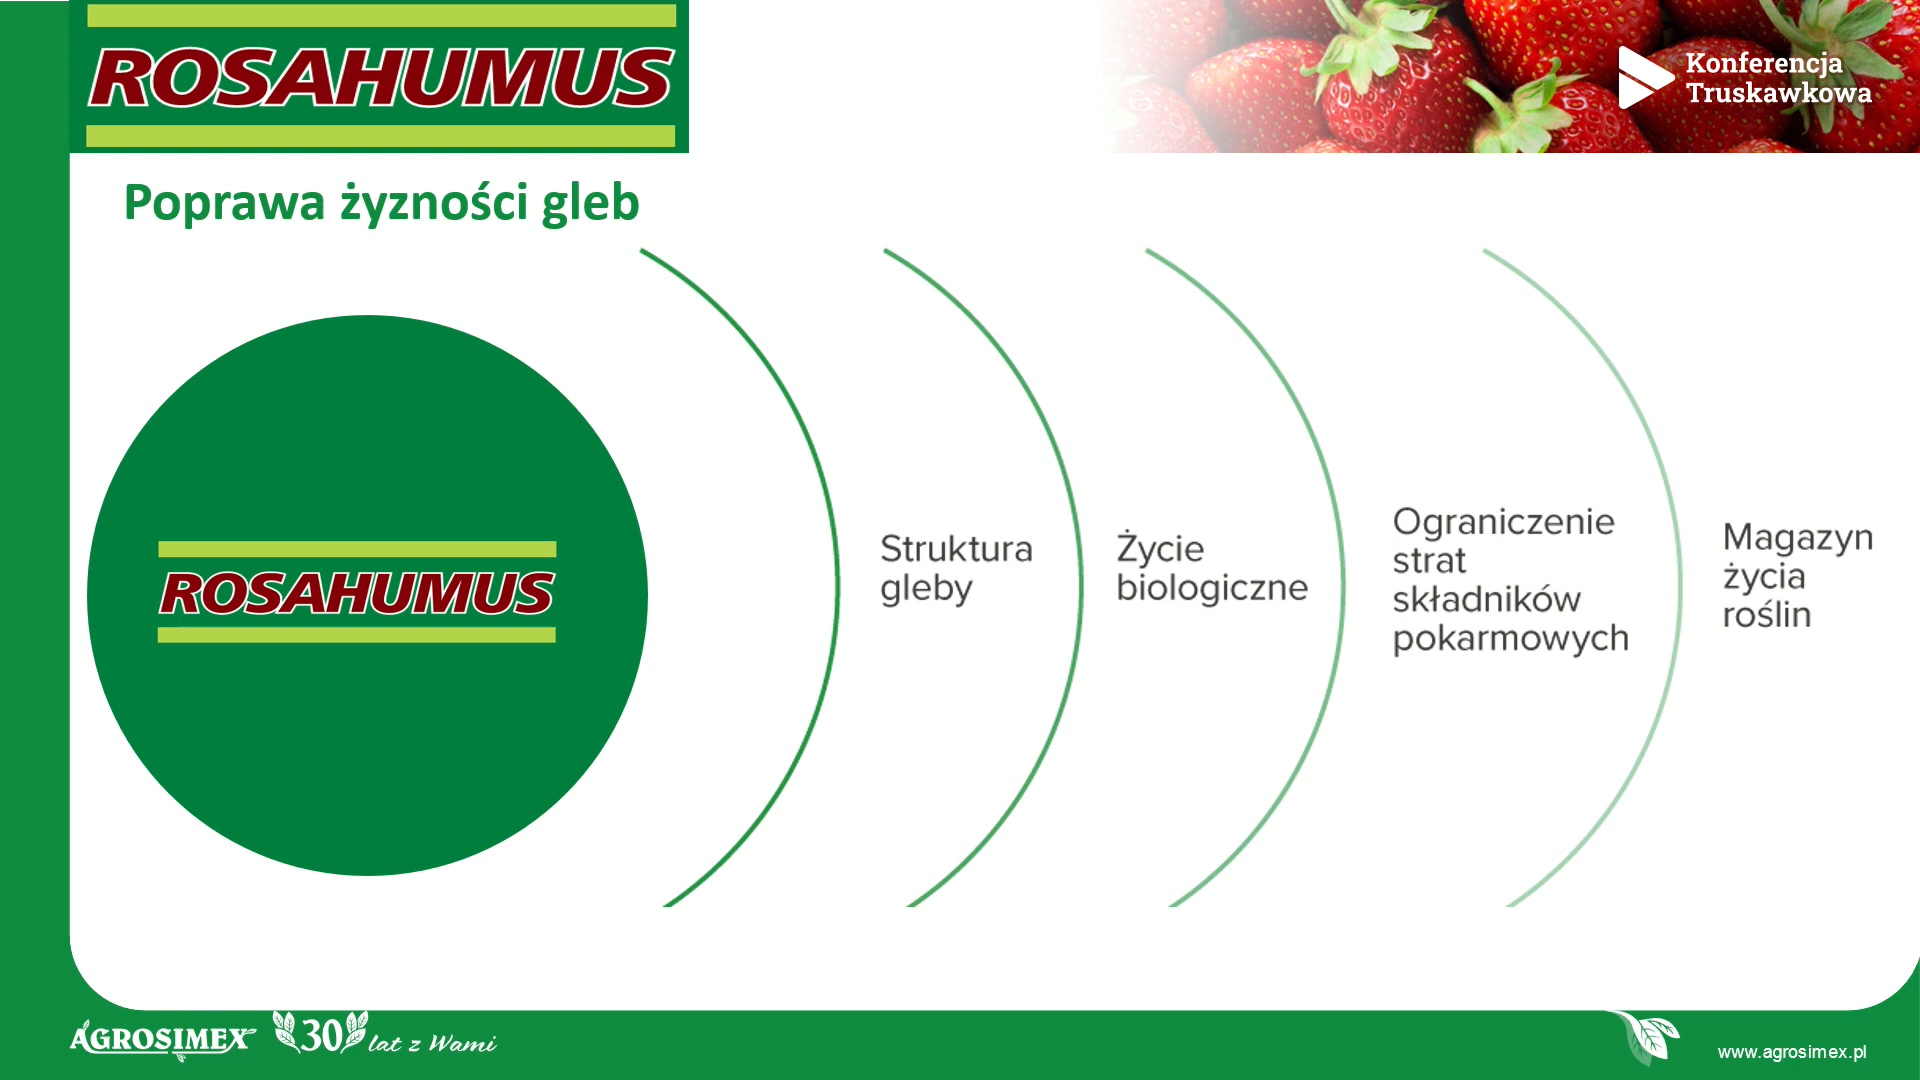 ROSAHUMUS
Konferencja
Truskawkowa
Poprawa żyzności gleb
ROSAHUMUS
Struktura
gleby
Życie
biologiczne
Ograniczenie
strat
składników
pokarmowych
Magazyn
życia
roślin
AGROSIMEX 30 lat z Wami
www.agrosimex.pl